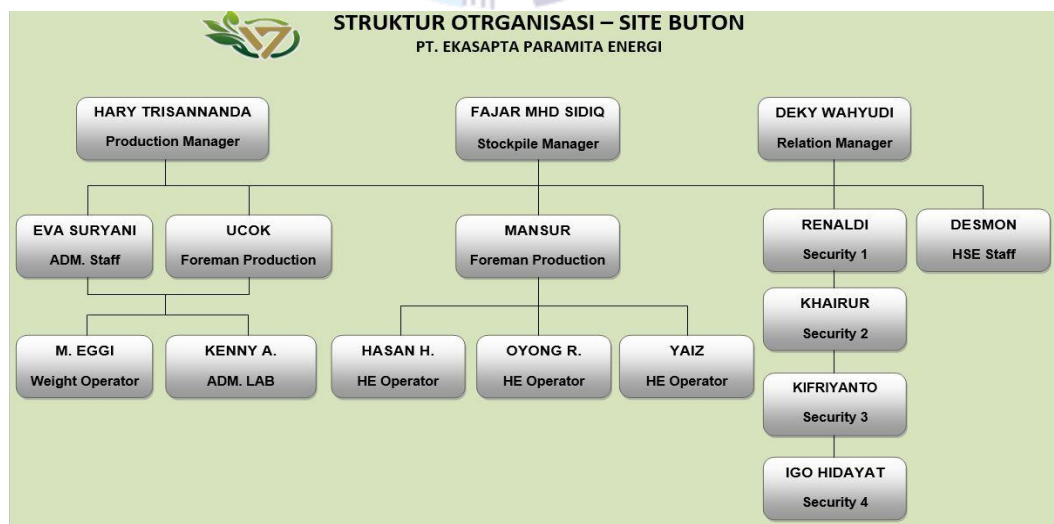 STRUKTUR OTRGANISASI – SITE BUTON
PT. EKASAPTA PARAMITA ENERGI
HARY TRISANNANDA
Production Manager
FAJAR MHD SIDIQ
Stockpile Manager
DEKY WAHYUDI
Relation Manager
EVA SURYANI
ADM. Staff
UCOK
Foreman Production
MANSUR
Foreman Production
RENALDI
Security 1
DESMON
HSE Staff
M. EGGI
Weight Operator
KENNY A.
ADM. LAB
HASAN H.
HE Operator
OYONG R.
HE Operator
YAIZ
HE Operator
KHAIRUR
Security 2
KIFRIYANTO
Security 3
IGO HIDAYAT
Security 4